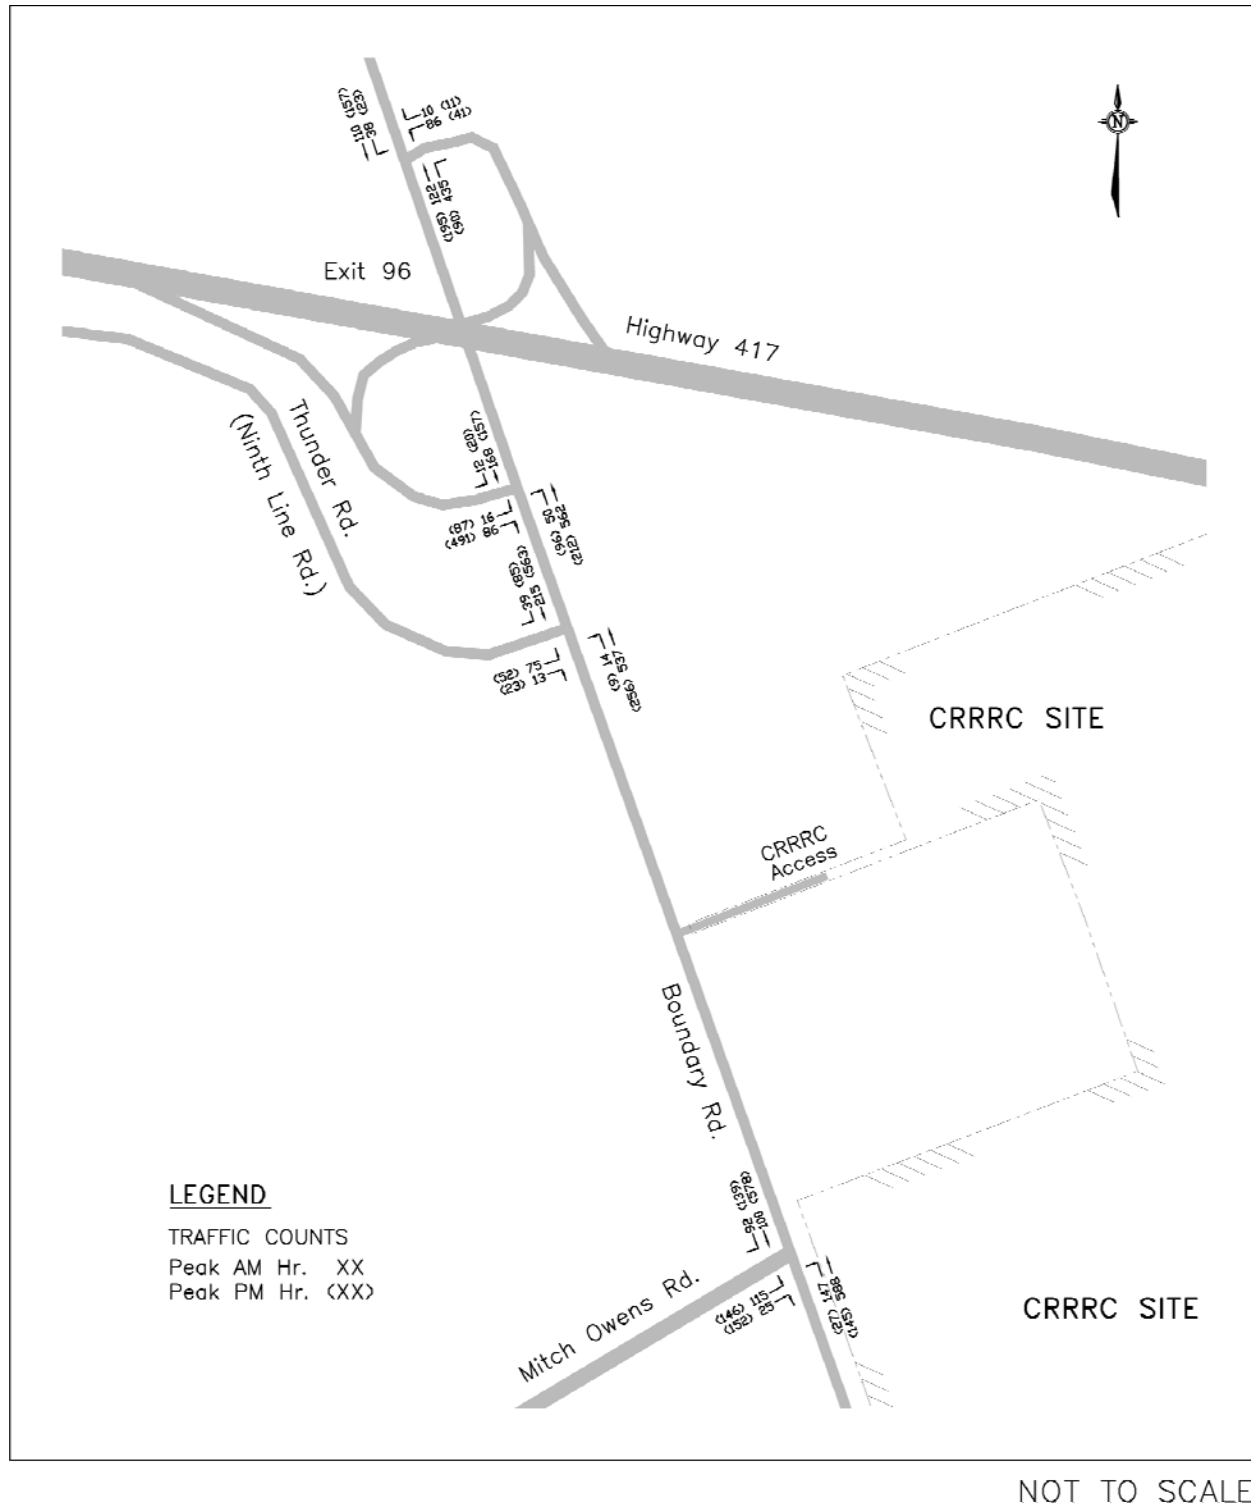 110 (157)
38 (23)
10 (11)
86 (41)
N
(195) 122
(90) 435
Exit 96
Highway 417
Thunder Rd.
(Ninth Line Rd.)
12 (20)
168 (157)
(87) 16
(491) 86
(96) 50
(212) 562
39 (85)
215 (563)
(52) 75
(23) 13
(9) 14
(256) 537
CRRRC SITE
CRRRC
Access
Boundary Rd.
92 (139)
108 (578)
(146) 115
(152) 25
(27) 147
(145) 588
Mitch Owens Rd.
CRRRC SITE
LEGEND
TRAFFIC COUNTS
Peak AM Hr. XX
Peak PM Hr. (XX)
NOT TO SCALE